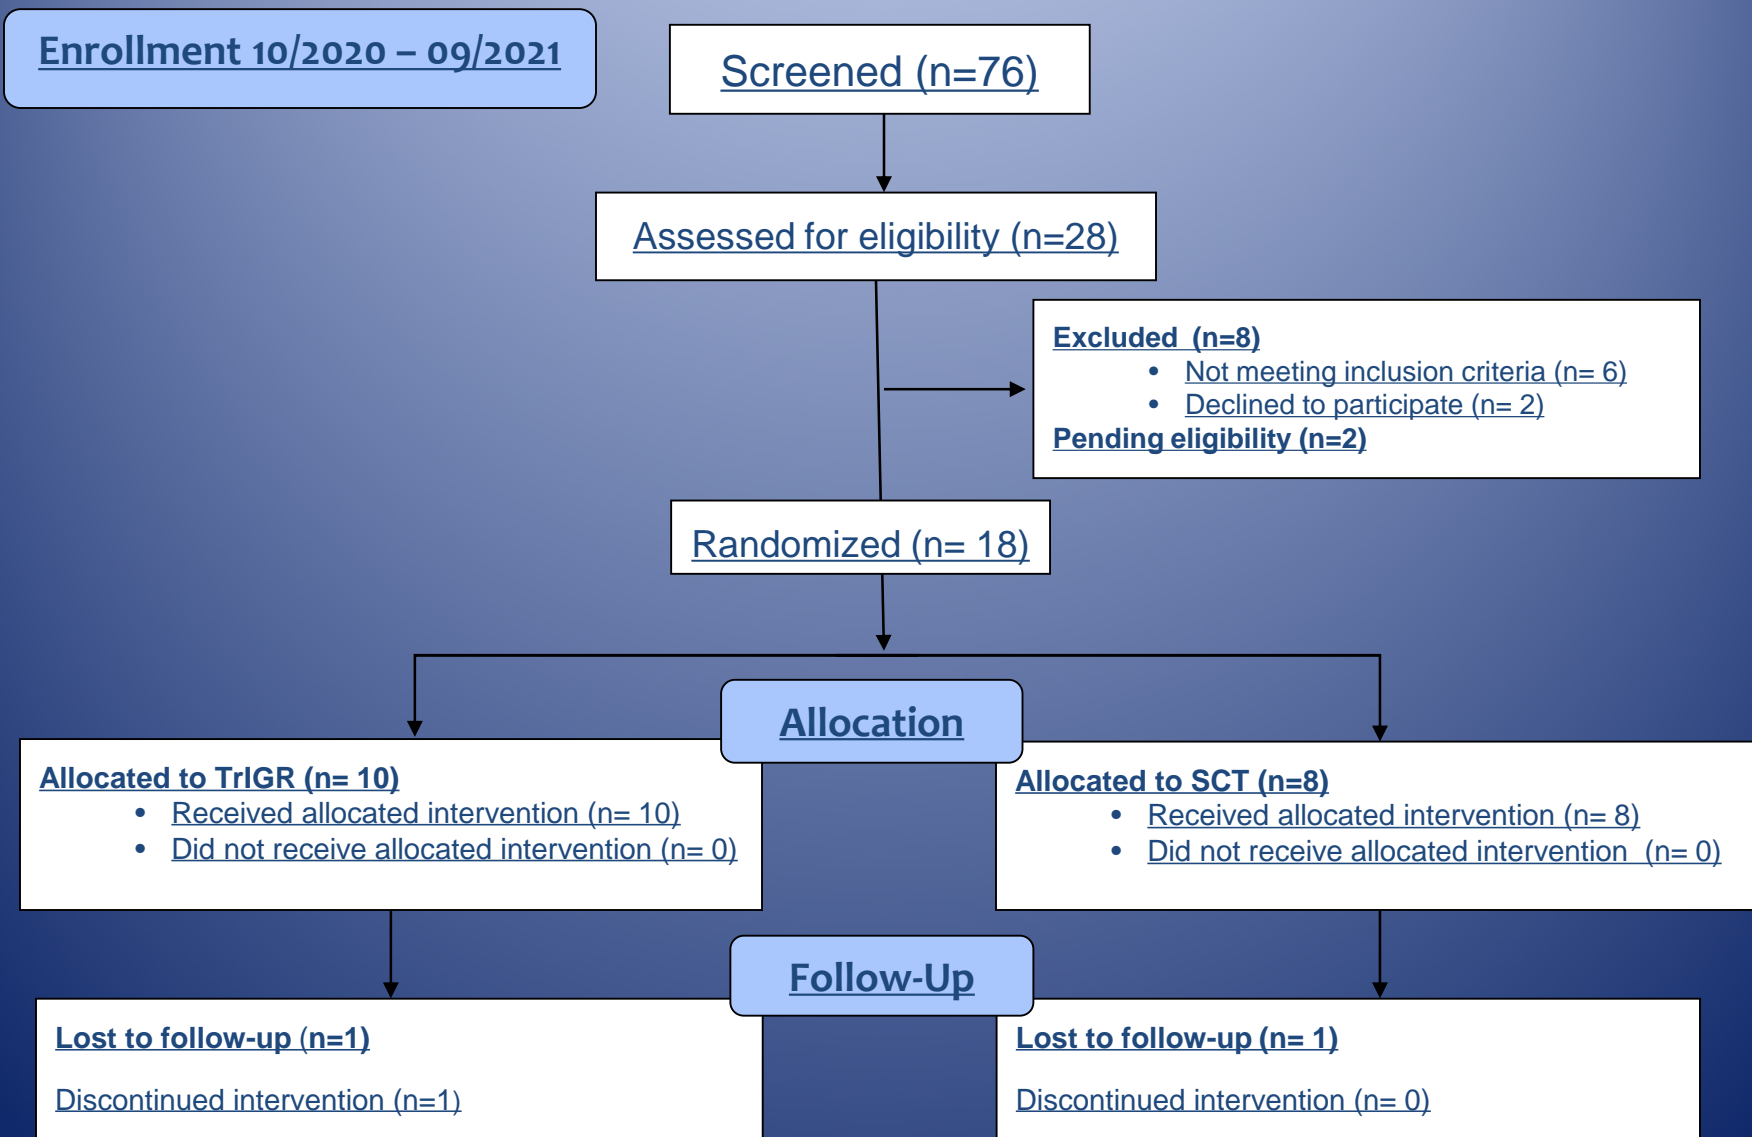 Enrollment 10/2020 – 09/2021
Screened (n=76)
Assessed for eligibility (n=28)
Excluded  (n=8)
• Not meeting inclusion criteria (n= 6)
• Declined to participate (n= 2)
Pending eligibility (n=2)
Randomized (n= 18)
Allocation
Allocated to TrIGR (n= 10)
• Received allocated intervention (n= 10)
• Did not receive allocated intervention (n= 0)
Allocated to SCT (n=8)
• Received allocated intervention (n= 8)
• Did not receive allocated intervention  (n= 0)
Follow-Up
Lost to follow-up (n=1)
Discontinued intervention (n=1)
Lost to follow-up (n= 1)
Discontinued intervention (n= 0)